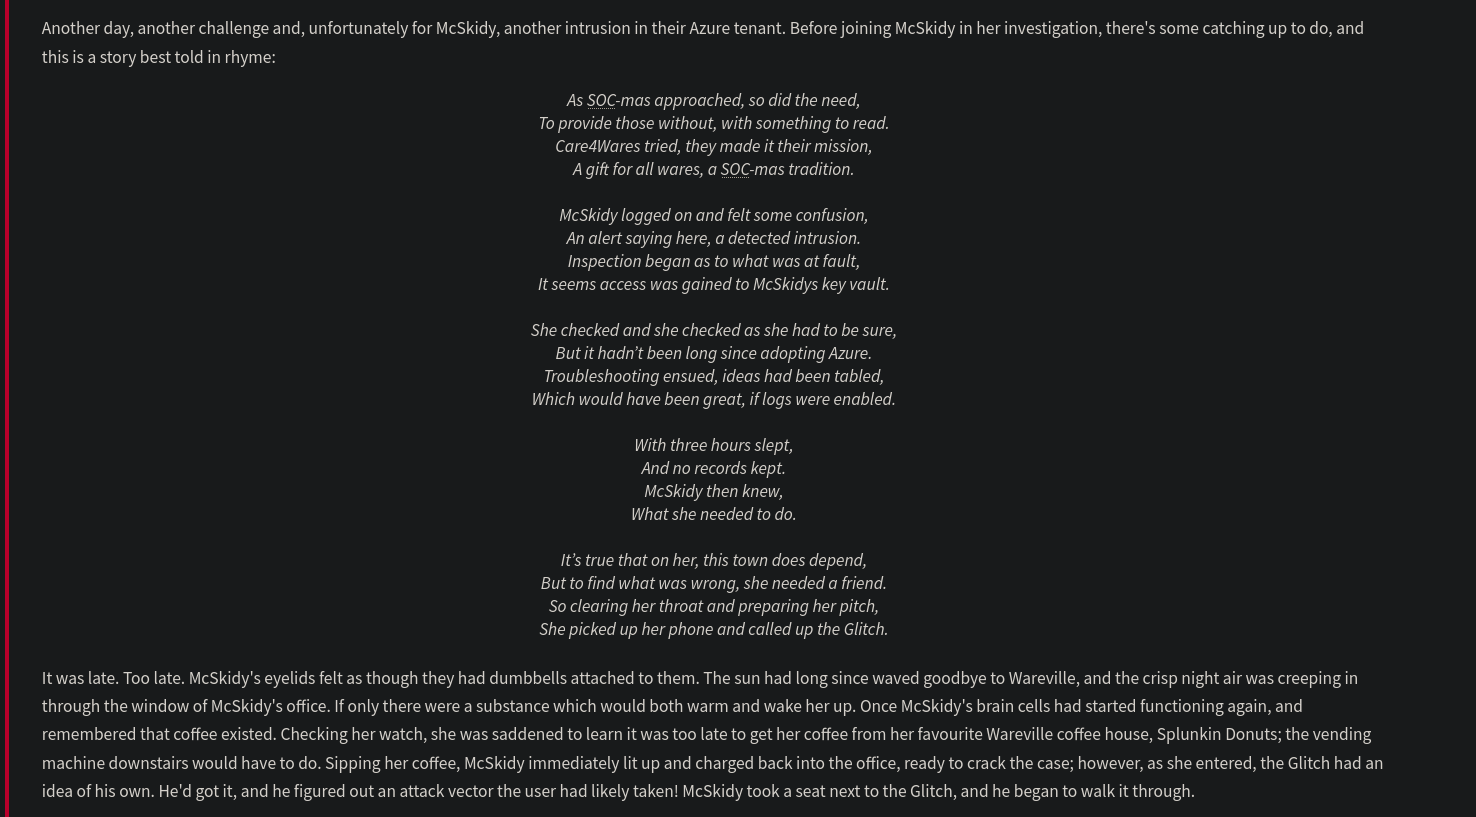 Another day, another challenge and, unfortunately for McSkidy, another intrusion in their Azure tenant. Before joining McSkidy in her investigation, there's some catching up to do, and
this is a story best told in rhyme:
As SOC-mas approached, so did the need,
To provide those without, with something to read.
Care4Wares tried, they made it their mission,
A gift for all wares, a SOC-mas tradition.
McSkidy logged on and felt some confusion,
An alert saying here, a detected intrusion.
Inspection began as to what was at fault,
It seems access was gained to McSkidys key vault.
She checked and she checked as she had to be sure,
But it hadn’t been long since adopting Azure.
Troubleshooting ensued, ideas had been tabled,
Which would have been great, if logs were enabled.
With three hours slept,
And no records kept.
McSkidy then knew,
What she needed to do.
It’s true that on her, this town does depend,
But to find what was wrong, she needed a friend.
So clearing her throat and preparing her pitch,
She picked up her phone and called up the Glitch.
It was late. Too late. McSkidy's eyelids felt as though they had dumbbells attached to them. The sun had long since waved goodbye to Wareville, and the crisp night air was creeping in
through the window of McSkidy's office. If only there were a substance which would both warm and wake her up. Once McSkidy's brain cells had started functioning again, and
remembered that coffee existed. Checking her watch, she was saddened to learn it was too late to get her coffee from her favourite Wareville coffee house, Splunkin Donuts; the vending
machine downstairs would have to do. Sipping her coffee, McSkidy immediately lit up and charged back into the office, ready to crack the case; however, as she entered, the Glitch had an
idea of his own. He'd got it, and he figured out an attack vector the user had likely taken! McSkidy took a seat next to the Glitch, and he began to walk it through.